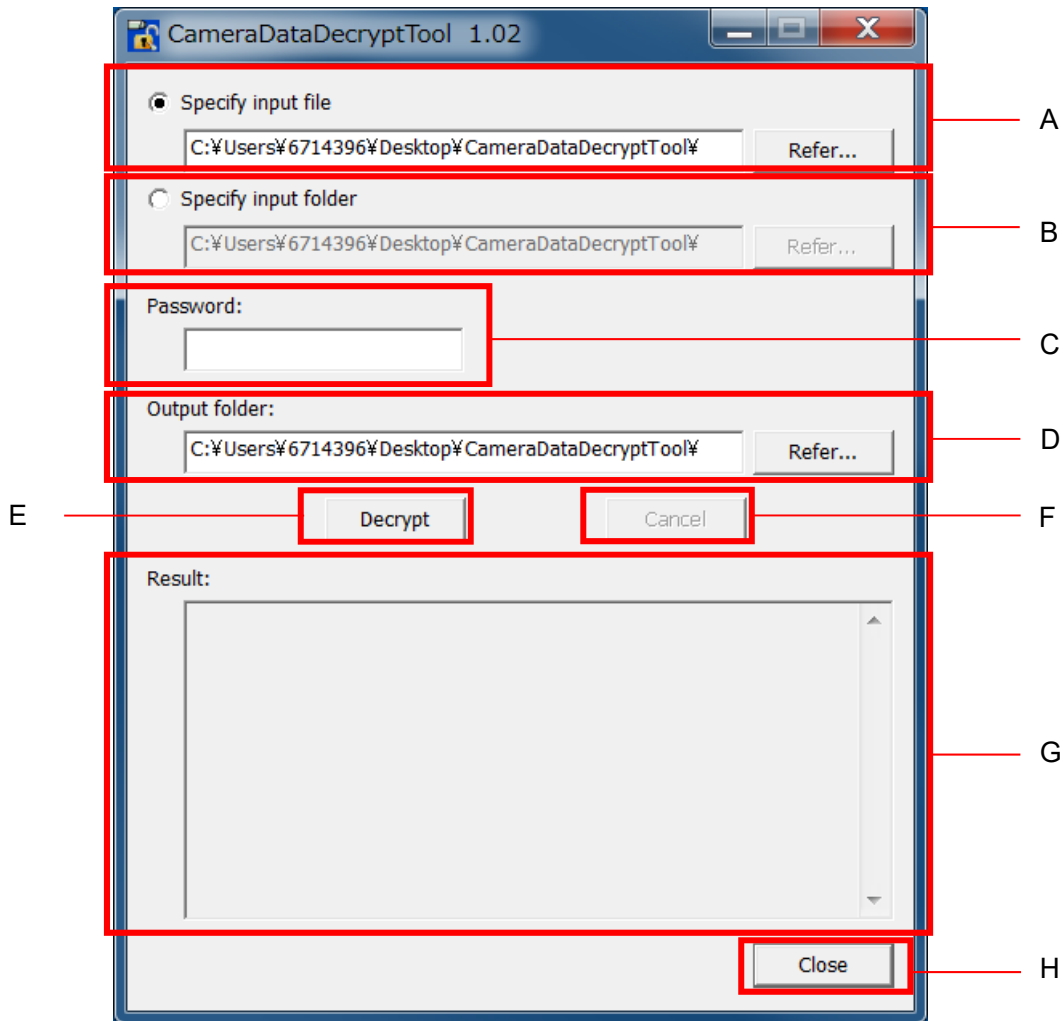 CameraDataDecryptTool 1.02
Specify input file
A
C:¥Users¥6714396¥Desktop¥CameraDataDecryptTool¥ Refer...
Specify input folder
B
C:¥Users¥6714396¥Desktop¥CameraDataDecryptTool¥ Refer...
Password:
C
Output folder:
D
C:¥Users¥6714396¥Desktop¥CameraDataDecryptTool¥ Refer...
E Decrypt Cancel F
Result:
G
Close H